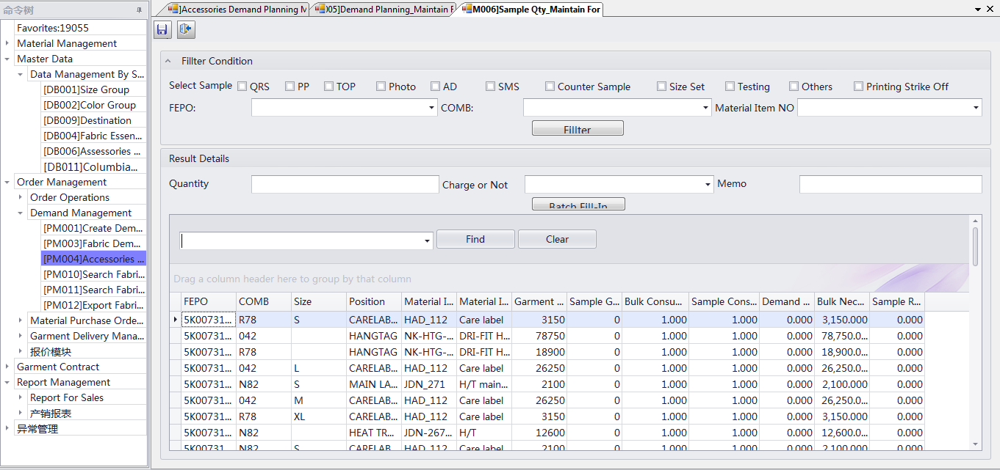 命令树
Favorites:19055
Material Management
Master Data
Data Management By S...
[DB001]Size Group
[DB002]Color Group
[DB009]Destination
[DB004]Fabric Essen...
[DB006]Assessories ...
[DB011]Columbia...
Order Management
Order Operations
Demand Management
[PM001]Create Dem...
[PM003]Fabric Dem...
[PM004]Accessories ...
[PM010]Search Fabri...
[PM011]Search Fabri...
[PM012]Export Fabri...
Material Purchase Orde...
Garment Delivery Mana...
报价模块
Garment Contract
Report Management
Report For Sales
产销报表
异常管理
]Accessories Demand Planning M 005]Demand Planning_Maintain F M006]Sample Qty_Maintain For
Fillter Condition
Select Sample QRS PP TOP Photo AD SMS Counter Sample Size Set Testing Others Printing Strike Off
FEPO: COMB: Material Item NO
Fillter
Result Details
Quantity Charge or Not Memo
Batch Fill-In
Find Clear
Drag a column header here to group by that column
FEPO COMB Size Position Material I... Material I... Garment ... Sample G... Bulk Consu... Sample Cons... Demand ... Bulk Nec... Sample R...
5K00731... R78 S CARELAB... HAD_112 Care label 3150 0 1.000 1.000 0.000 3,150.000 0.000
5K00731... 042 HANGTAG NK-HTG-... DRI-FIT H... 78750 0 1.000 1.000 0.000 78,750.0... 0.000
5K00731... R78 HANGTAG NK-HTG-... DRI-FIT H... 18900 0 1.000 1.000 0.000 18,900.0... 0.000
5K00731... 042 L CARELAB... HAD_112 Care label 26250 0 1.000 1.000 0.000 26,250.0... 0.000
5K00731... N82 S MAIN LA... JDN_271 H/T main... 2100 0 1.000 1.000 0.000 2,100.000 0.000
5K00731... 042 M CARELAB... HAD_112 Care label 26250 0 1.000 1.000 0.000 26,250.0... 0.000
5K00731... R78 XL CARELAB... HAD_112 Care label 3150 0 1.000 1.000 0.000 3,150.000 0.000
5K00731... N82 HEAT TR... JDN-267... H/T 12600 0 1.000 1.000 0.000 12,600.0... 0.000
5K00731... N82 S CARELAB... HAD_112 Care label 2100 0 1.000 1.000 0.000 2,100.000 0.000